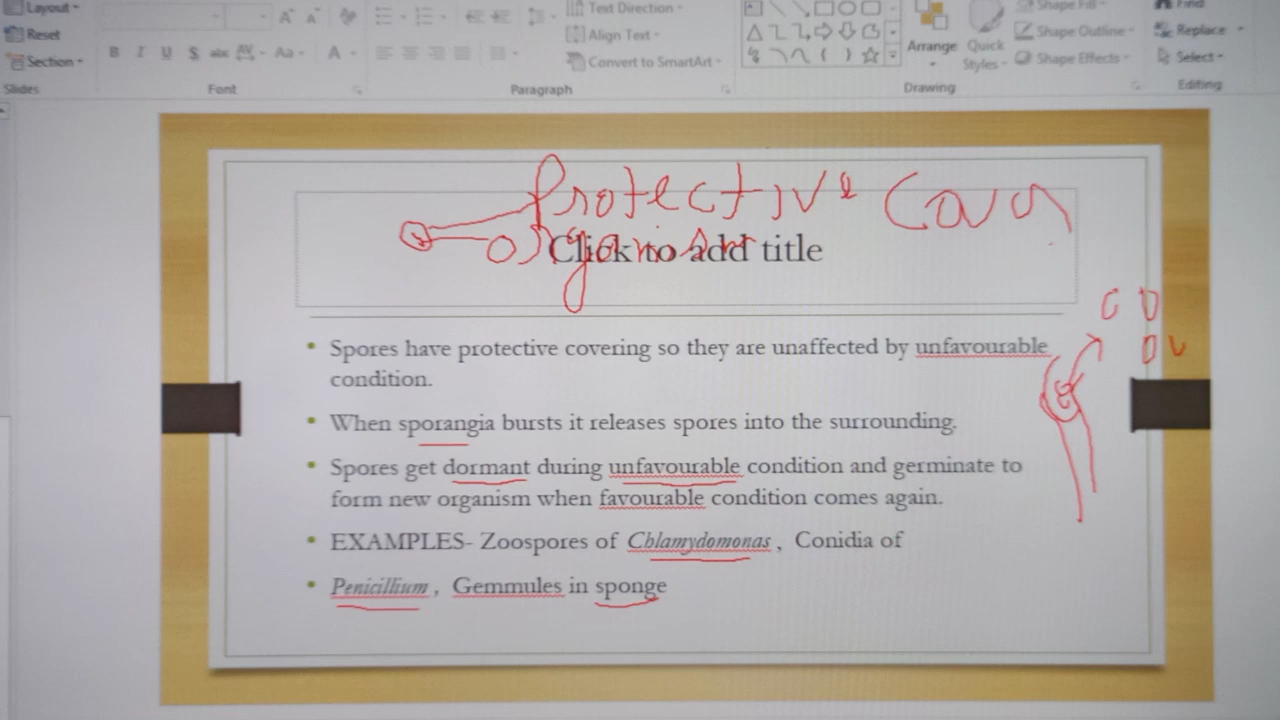 Layout
Reset
Section
Slides
B I U S abc AV Aa A
Font
Text Direction
Align Text
Convert to SmartArt
Paragraph
Arrange
Quick
Styles
Drawing
Shape Fill
Shape Outline
Shape Effects
Find
Replace
Select
Editing
Protective
Click to add title
Spores have protective covering so they are unaffected by unfavourable
condition.
When sporangia bursts it releases spores into the surrounding.
Spores get dormant during unfavourable condition and germinate to
form new organism when favourable condition comes again.
EXAMPLES- Zoospores of Chlamydomonas, Conidia of
Penicillium, Gemmules in sponge